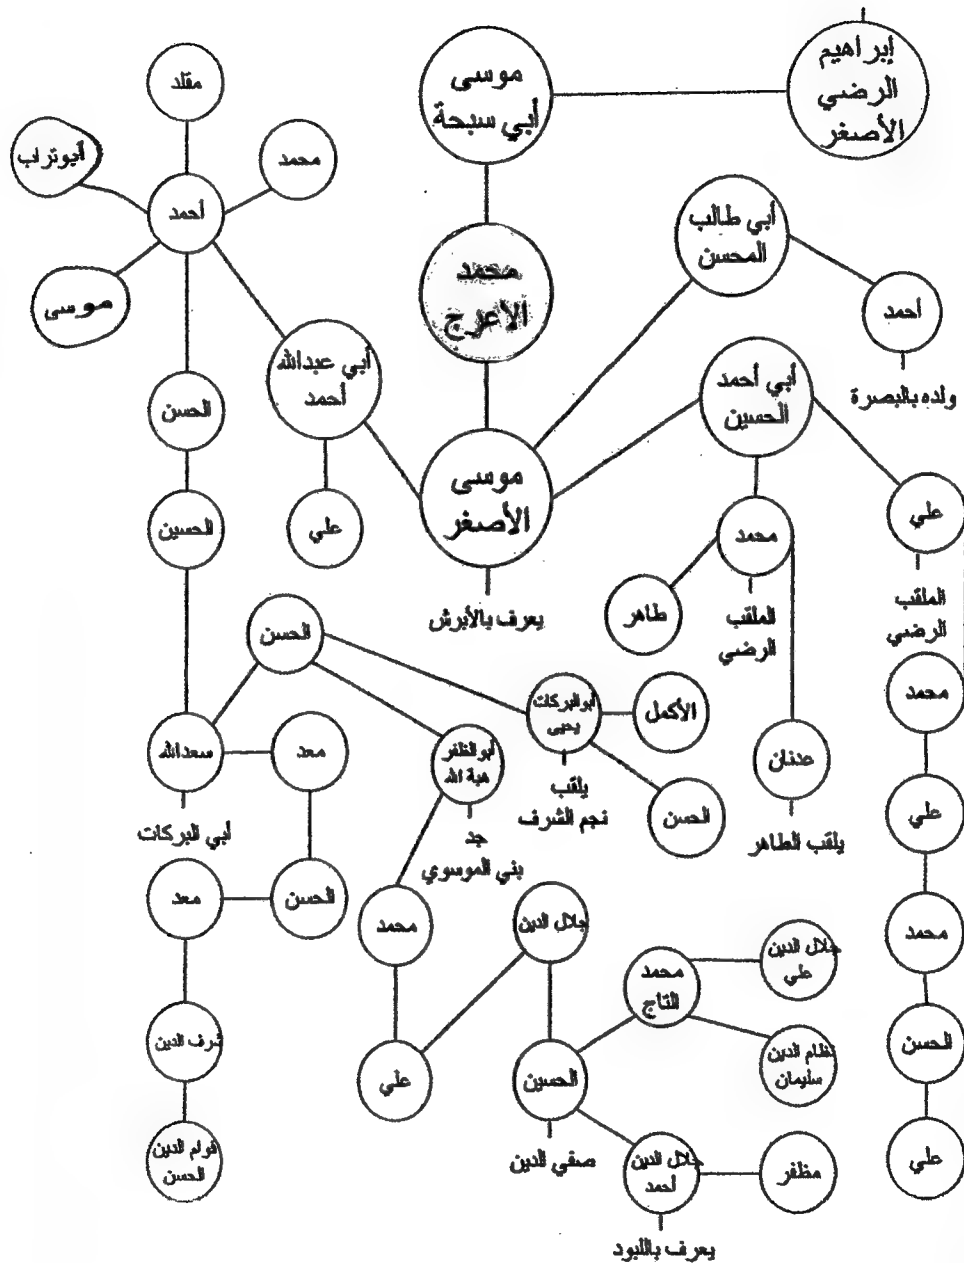 إبراهيم
الرضي
الأصغر
موسى
أبي سبحة
مقلد
أبوتراب
محمد
أحمد
موسى
محمد
الأعرج
أبي طالب
المحسن
أحمد
ولده بالبصرة
أبي عبدالله
أحمد
علي
أبي أحمد
الحسين
موسى
الأصغر
يعرف بالأبرش
علي
الملقب
الرضي
محمد
الملقب
الرضي
طاهر
عدنان
يلقب الطاهر
الحسن
الحسين
الحسن
سعدالله
أبي البركات
معد
الحسن
معد
شرف الدين
قوام الدين
الحسن
أبوالبركات
يحيى
يلقب
نجم الشرف
الأكمل
الحسن
أبوالظفر
هبة الله
جد
بني الموسوي
محمد
علي
جلال الدين
الحسين
صفي الدين
محمد
التاج
جلال الدين
علي
نظام الدين
سليمان
جلال الدين
أحمد
يعرف باللبود
مظفر
محمد
علي
محمد
الحسن
علي